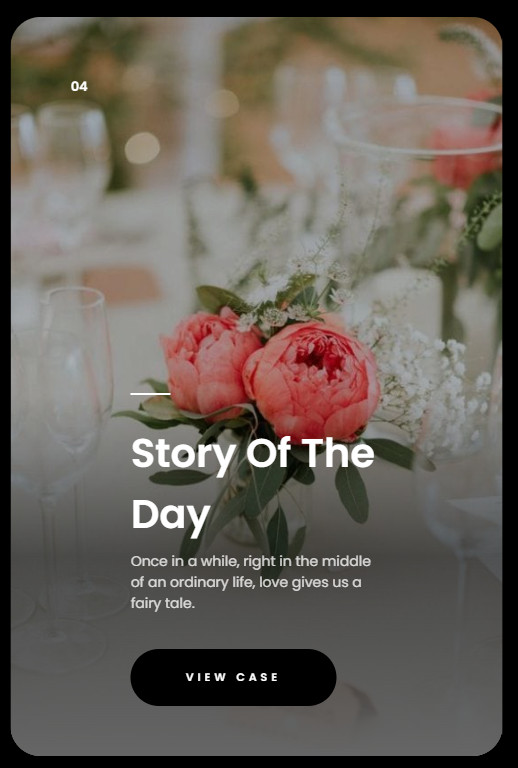 04
Story Of The
Day
Once in a while, right in the middle
of an ordinary life, love gives us a
fairy tale.
VIEW CASE